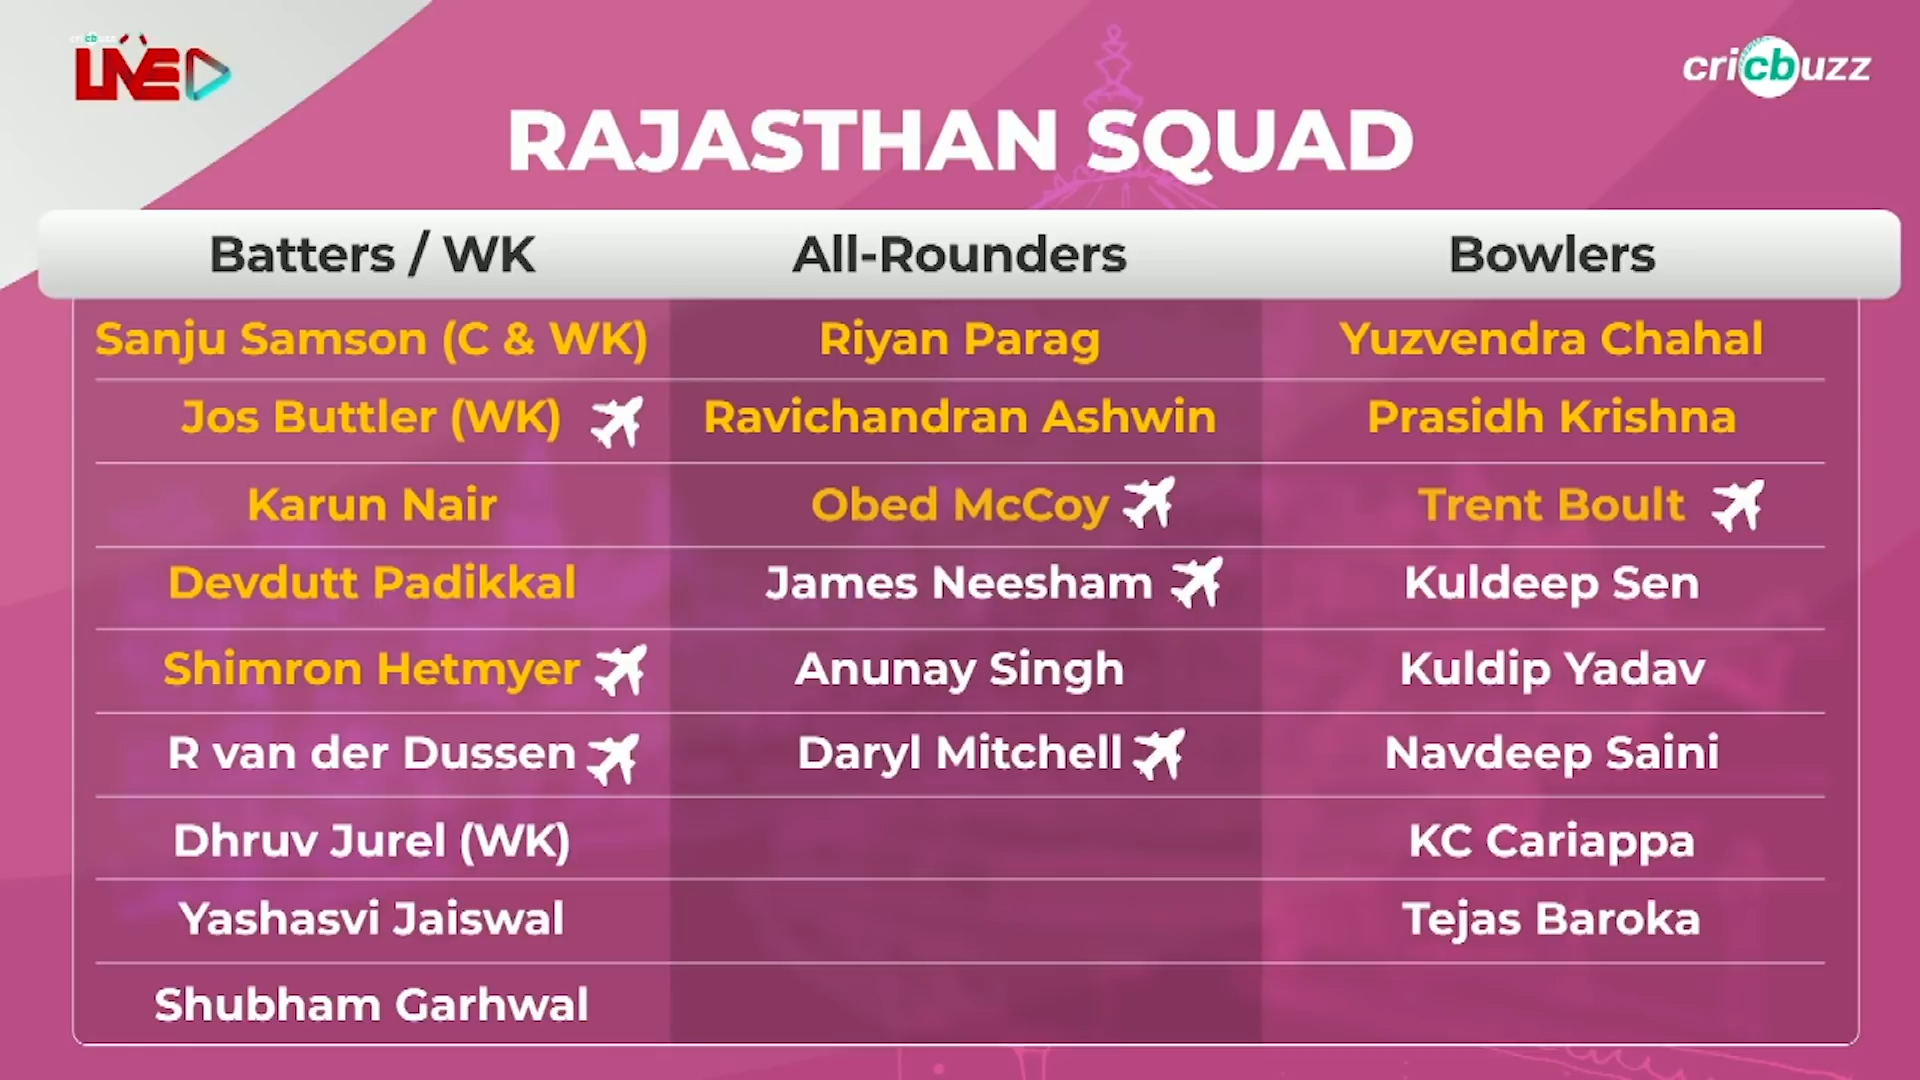 cricbuzz
LIVE
cricbuzz
RAJASTHAN SQUAD
Batters / WK
All-Rounders
Bowlers
Sanju Samson (C & WK)
Riyan Parag
Yuzvendra Chahal
Jos Buttler (WK)
Ravichandran Ashwin
Prasidh Krishna
Karun Nair
Obed McCoy
Trent Boult
Devdutt Padikkal
James Neesham
Kuldeep Sen
Shimron Hetmyer
Anunay Singh
Kuldip Yadav
R van der Dussen
Daryl Mitchell
Navdeep Saini
Dhruv Jurel (WK)
KC Cariappa
Yashasvi Jaiswal
Tejas Baroka
Shubham Garhwal